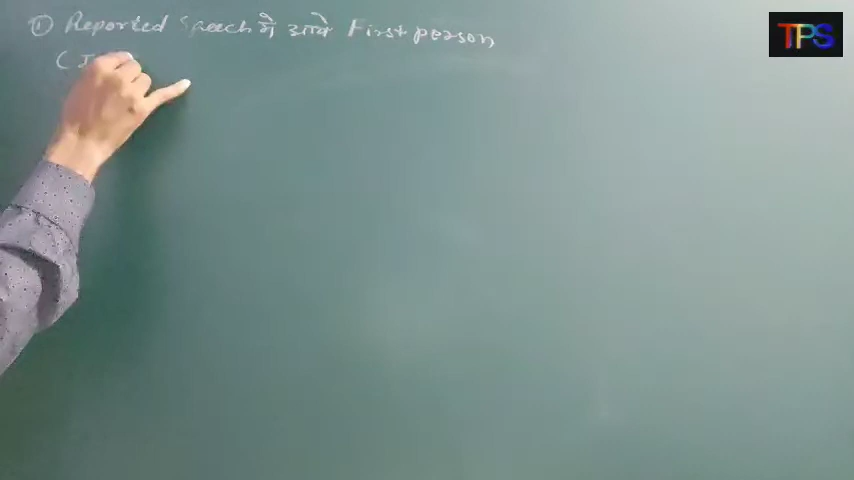 ① Reported Speech में आये First person
(I
TPS